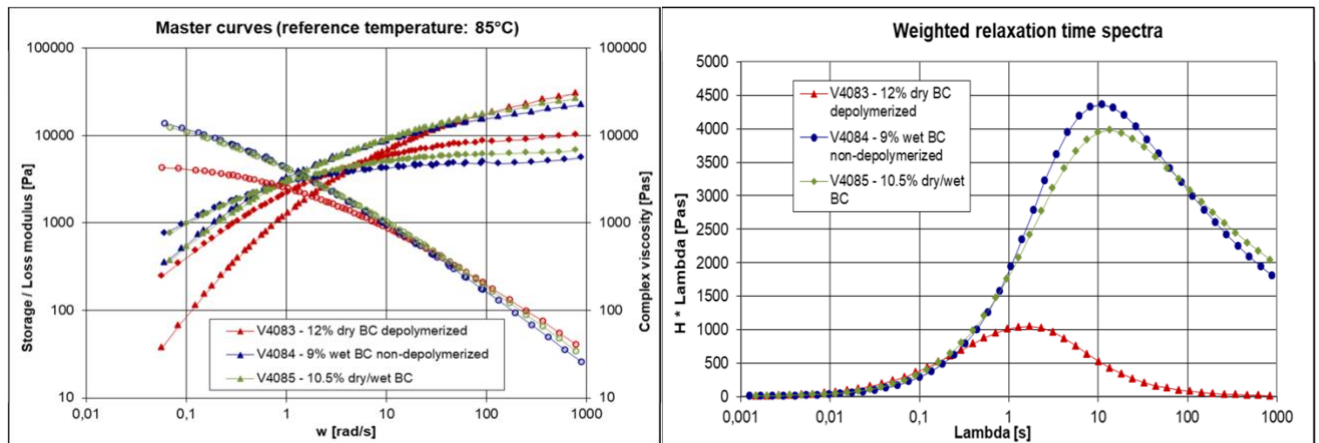 Master curves (reference temperature: 85°C)
100000
10000
1000
100
10
Storage / Loss modulus [Pa]
100000
10000
1000
100
10
Complex viscosity [Pas]
V4083 - 12% dry BC depolymerized
V4084 - 9% wet BC non-depolymerized
V4085 - 10.5% dry/wet BC
0,01 0,1 1 10 100 1000
w [rad/s]
Weighted relaxation time spectra
5000
4500
4000
3500
3000
2500
2000
1500
1000
500
0
H * Lambda [Pas]
V4083 - 12% dry BC
depolymerized
V4084 - 9% wet BC
non-depolymerized
V4085 - 10.5% dry/wet
BC
0,001 0,01 0,1 1 10 100 1000
Lambda [s]